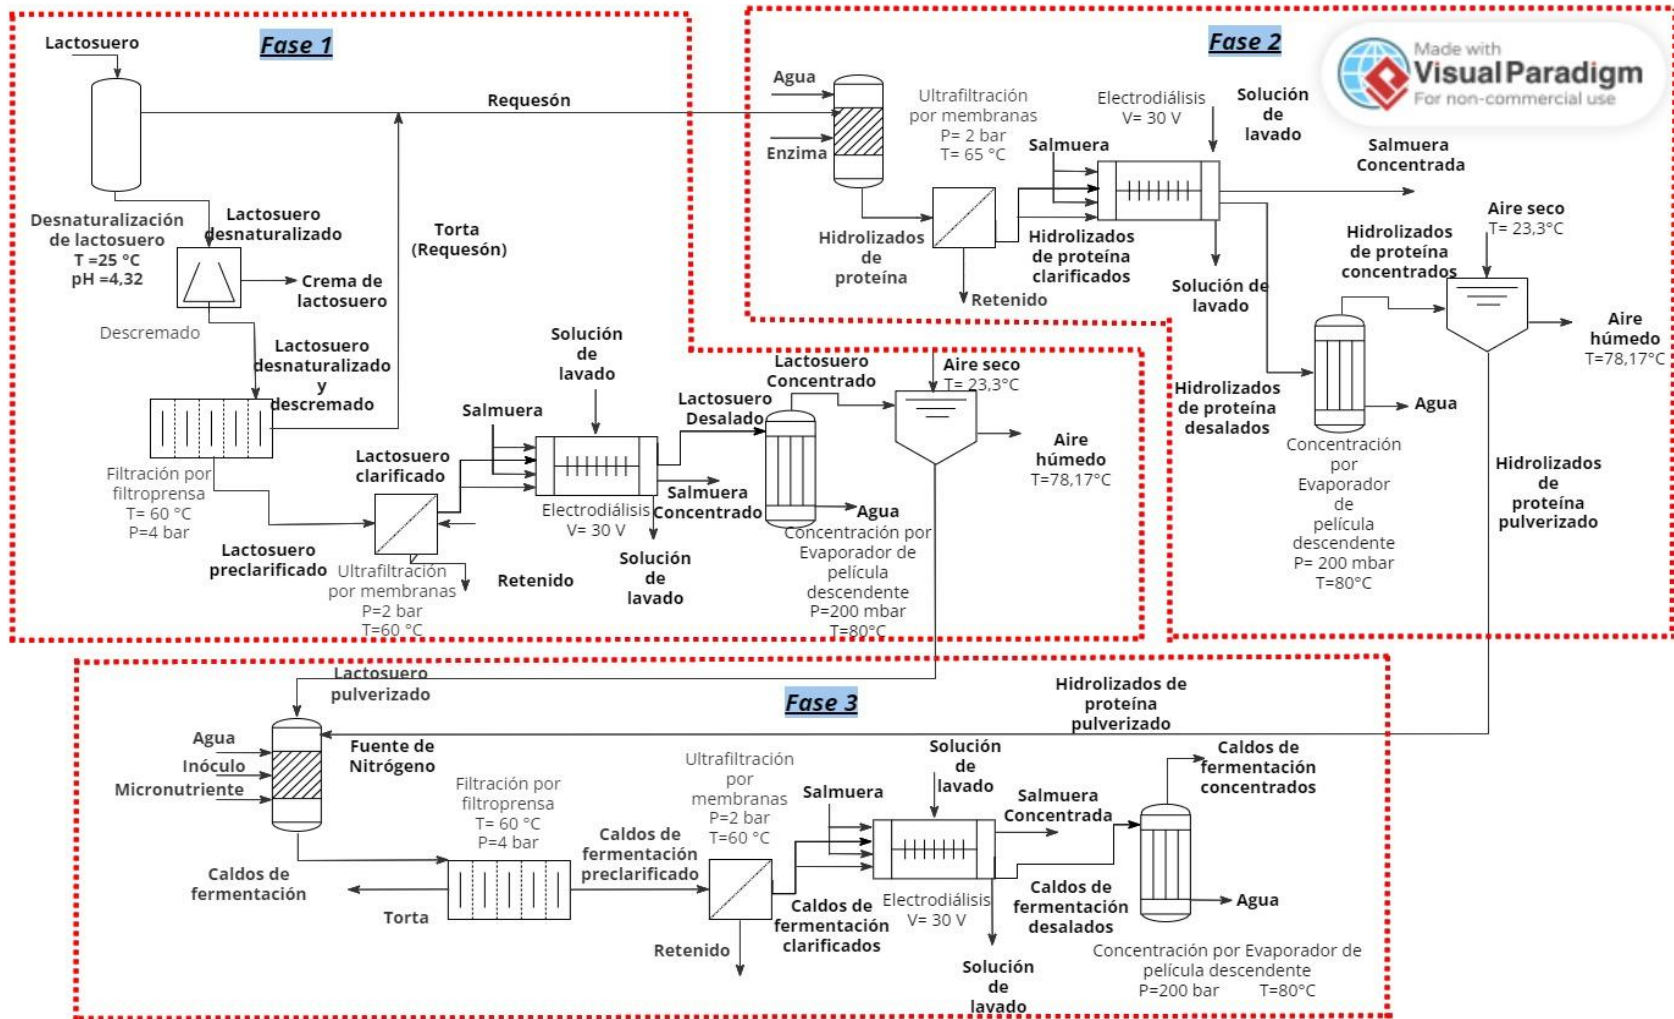 Fase 1
Lactosuero
Requesón
Desnaturalización
de lactosuero
T =25 °C
pH =4,32
Lactosuero
desnaturalizado
Crema de
lactosuero
Descremado
Torta
(Requesón)
Lactosuero
desnaturalizado
y
descremado
Filtración por
filtroprensa
T= 60 °C
P=4 bar
Lactosuero
preclarificado
Lactosuero
clarificado
Ultrafiltración
por membranas
P=2 bar
T=60 °C
Retenido
Salmuera
Solución
de
lavado
Electrodiálisis
V= 30 V
Salmuera
Concentrado
Solución
de
lavado
Lactosuero
Desalado
Lactosuero
Concentrado
Agua
Concentración por
Evaporador de
película
descendente
P=200 mbar
T=80°C
Aire seco
T= 23,3°C
Aire
húmedo
T=78,17°C
Fase 2
Made with
Visual Paradigm
For non-commercial use
Agua
Enzima
Hidrolizados
de
proteína
Ultrafiltración
por membranas
P= 2 bar
T= 65 °C
Retenido
Salmuera
Hidrolizados
de proteína
clarificados
Electrodiálisis
V= 30 V
Solución
de
lavado
Salmuera
Concentrada
Solución de
lavado
Hidrolizados
de proteína
desalados
Hidrolizados
de proteína
concentrados
Agua
Concentración
por
Evaporador
de
película
descendente
P= 200 mbar
T=80°C
Aire seco
T= 23,3°C
Aire
húmedo
T=78,17°C
Hidrolizados
de
proteína
pulverizado
Fase 3
Lactosuero
pulverizado
Hidrolizados de
proteína
pulverizado
Agua
Inóculo
Micronutriente
Fuente de
Nitrógeno
Caldos de
fermentación
Filtración por
filtroprensa
T= 60 °C
P=4 bar
Torta
Caldos de
fermentación
preclarificado
Ultrafiltración
por
membranas
P=2 bar
T=60 °C
Retenido
Salmuera
Caldos de
fermentación
clarificados
Solución
de
lavado
Electrodiálisis
V= 30 V
Salmuera
Concentrada
Solución
de
lavado
Caldos de
fermentación
desalados
Caldos de
fermentación
concentrados
Agua
Concentración por Evaporador de
película descendente
P=200 bar T=80°C